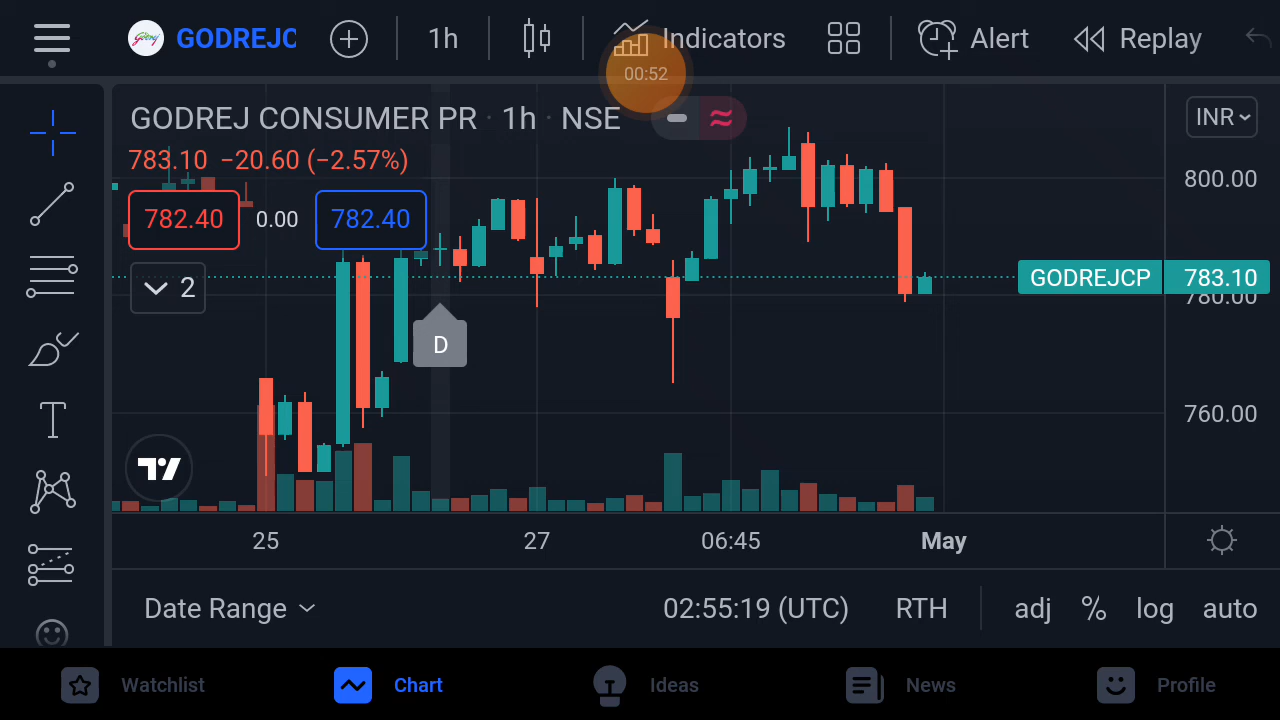 GODREJC
1h
Indicators
Alert
Replay
00:52
GODREJ CONSUMER PR · 1h · NSE
INR
783.10 −20.60 (−2.57%)
782.40 0.00 782.40
2
D
800.00
GODREJCP 783.10
780.00
760.00
25 27 06:45 May
Date Range
02:55:19 (UTC) RTH adj % log auto
Watchlist Chart Ideas News Profile